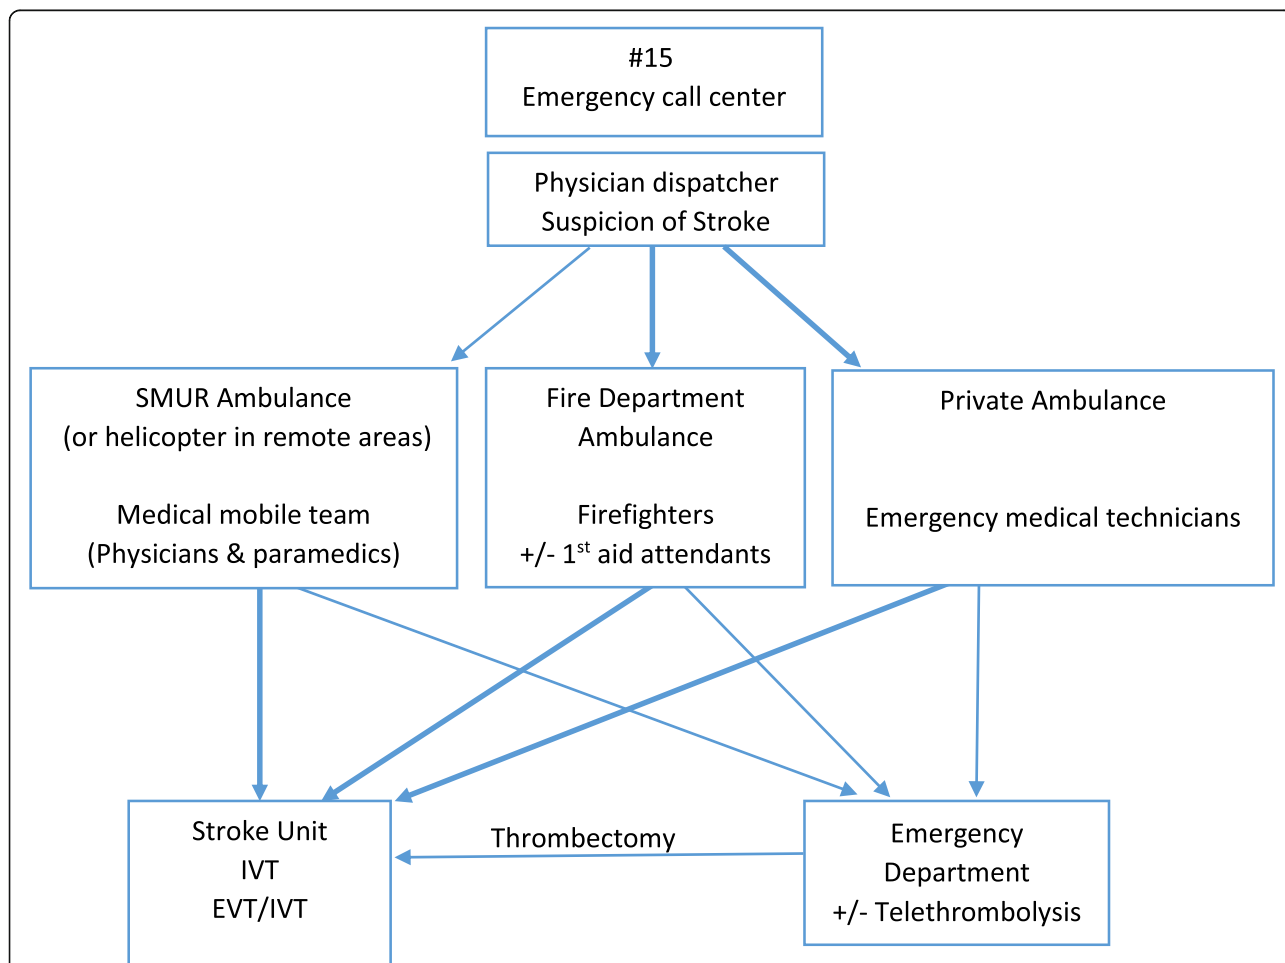 #15
Emergency call center
Physician dispatcher
Suspicion of Stroke
SMUR Ambulance
(or helicopter in remote areas)
Medical mobile team
(Physicians & paramedics)
Fire Department
Ambulance
Firefighters
+/- 1st aid attendants
Private Ambulance
Emergency medical technicians
Stroke Unit
IVT
EVT/IVT
Thrombectomy
Emergency
Department
+/- Telethrombolysis